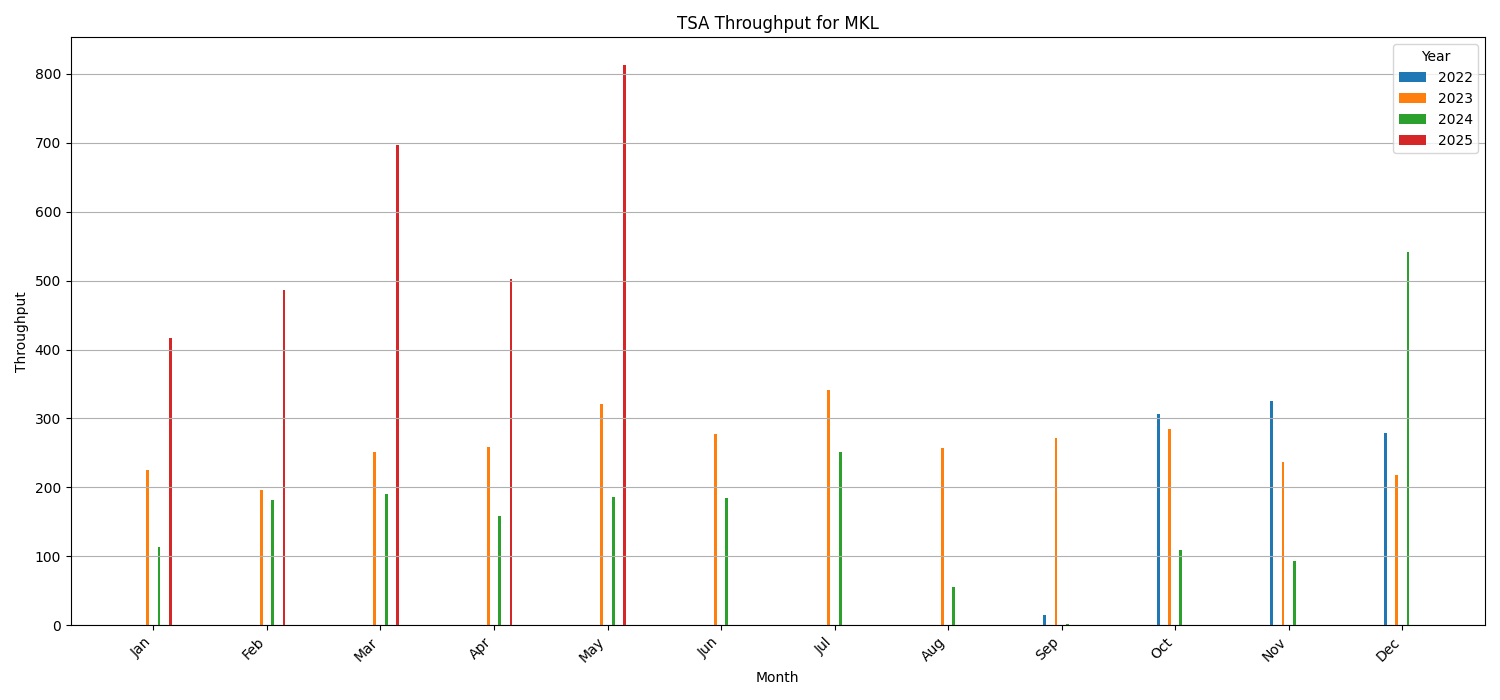 TSA Throughput for MKL
Year
2022
2023
2024
2025
Throughput
800
700
600
500
400
300
200
100
0
Jan
Feb
Mar
Apr
May
Jun
Jul
Aug
Sep
Oct
Nov
Dec
Month